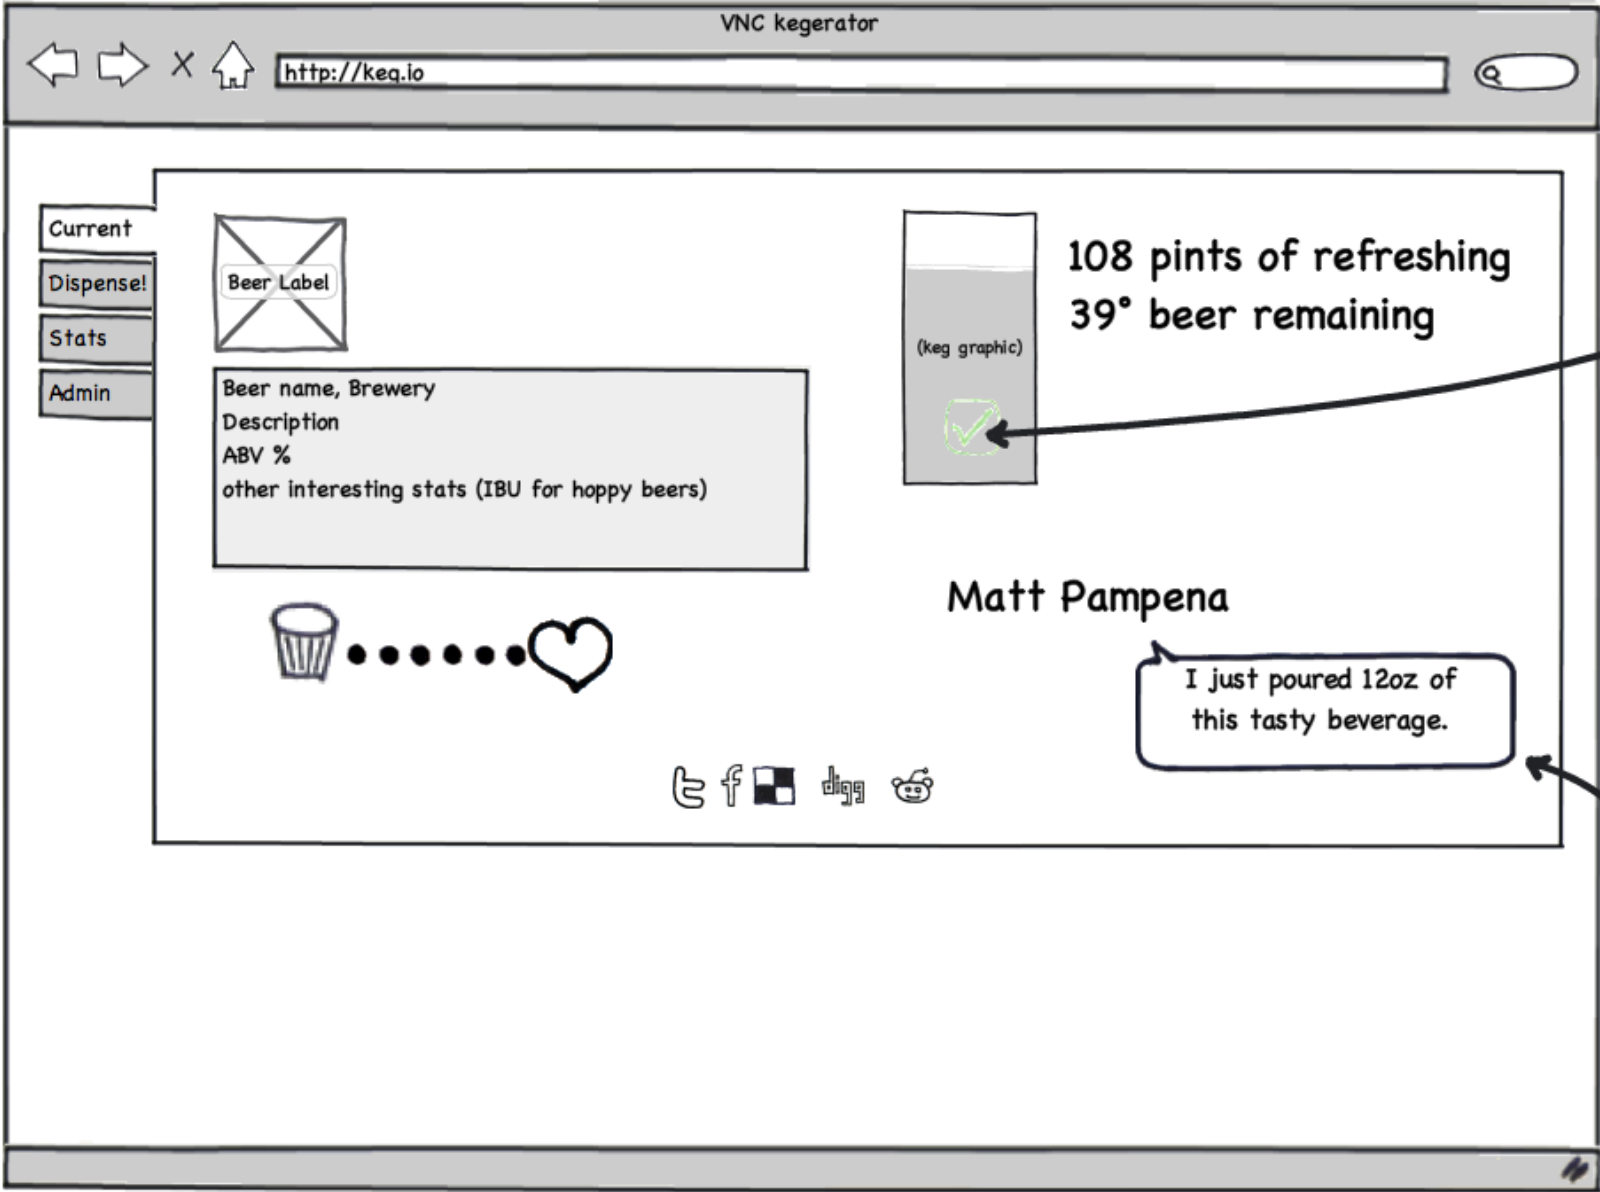 VNC kegerator
http://keg.io
Current
Dispense!
Stats
Admin
Beer Label
Beer name, Brewery
Description
ABV %
other interesting stats (IBU for hoppy beers)
(keg graphic)
108 pints of refreshing
39° beer remaining
Matt Pampena
I just poured 12oz of
this tasty beverage.
t f digg